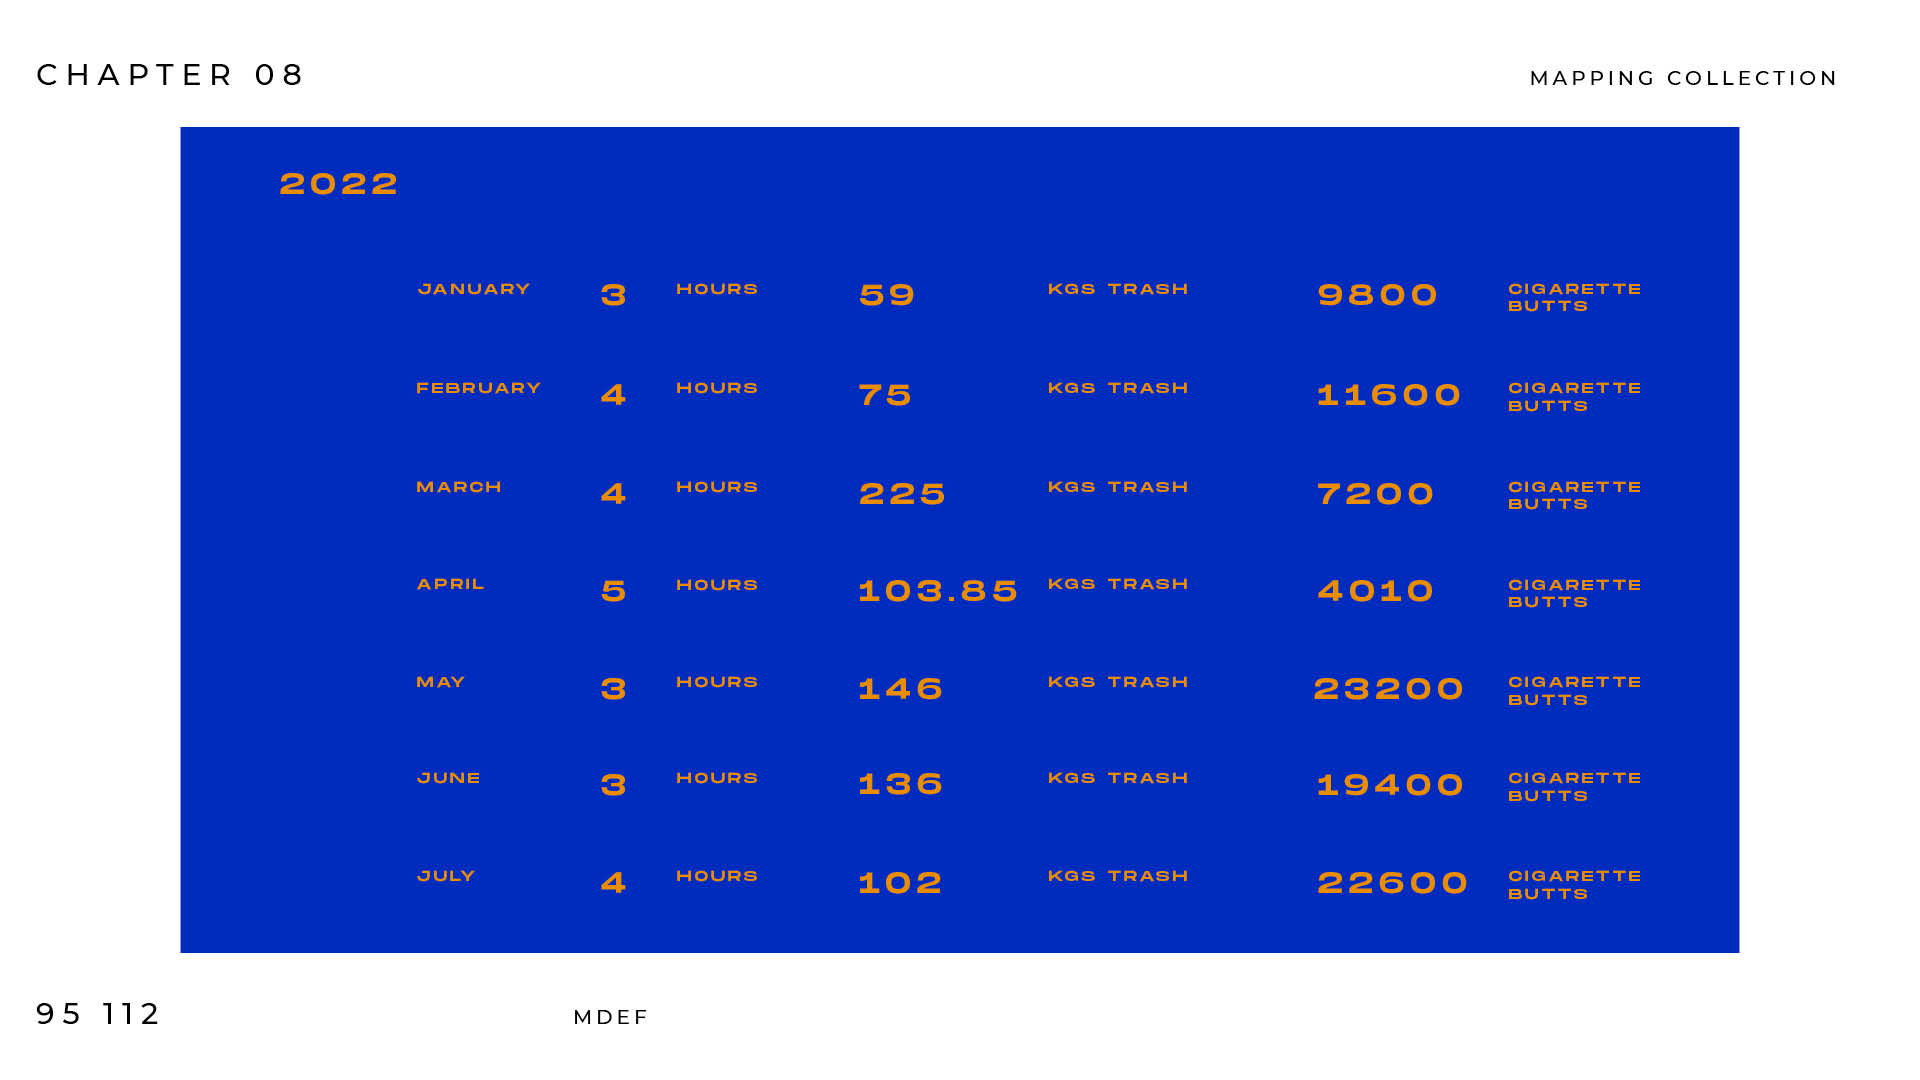 CHAPTER 08
MAPPING COLLECTION
2022
JANUARY 3 HOURS 59 KGS TRASH 9800 CIGARETTE
BUTTS
FEBRUARY 4 HOURS 75 KGS TRASH 11600 CIGARETTE
BUTTS
MARCH 4 HOURS 225 KGS TRASH 7200 CIGARETTE
BUTTS
APRIL 5 HOURS 103.85 KGS TRASH 4010 CIGARETTE
BUTTS
MAY 3 HOURS 146 KGS TRASH 23200 CIGARETTE
BUTTS
JUNE 3 HOURS 136 KGS TRASH 19400 CIGARETTE
BUTTS
JULY 4 HOURS 102 KGS TRASH 22600 CIGARETTE
BUTTS
95 112
MDEF